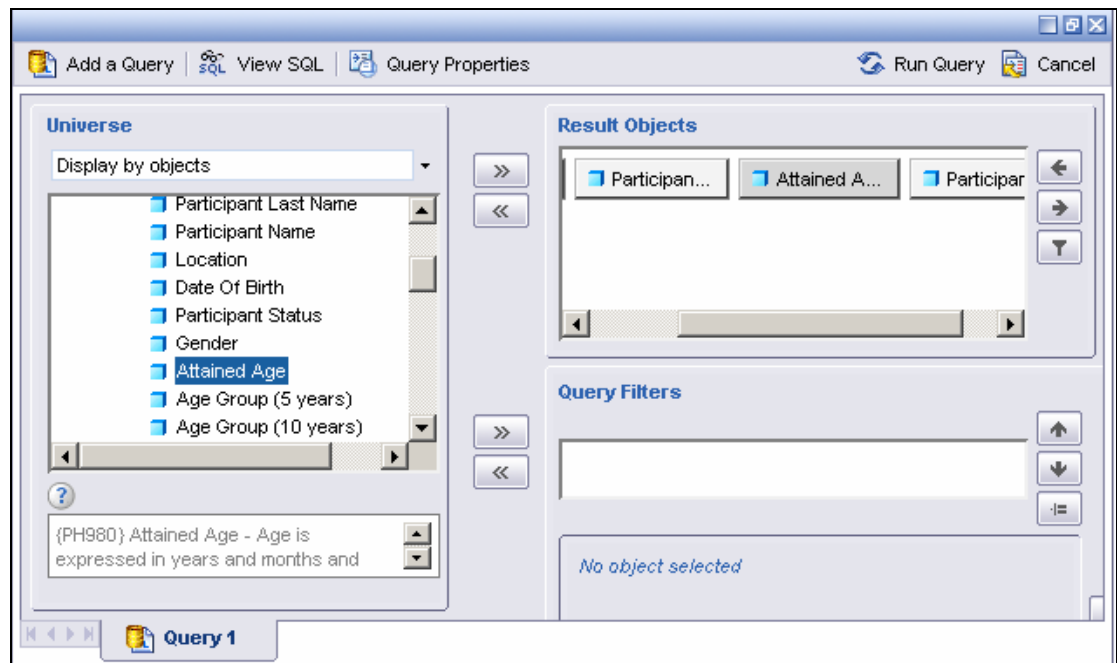 Add a Query
SQL
View SQL
Query Properties
Run Query
Cancel
Universe
Display by objects
Participant Last Name
Participant Name
Location
Date Of Birth
Participant Status
Gender
Attained Age
Age Group (5 years)
Age Group (10 years)
?
{PH980} Attained Age - Age is
expressed in years and months and
Result Objects
Participan...
Attained A...
Participar
Query Filters
No object selected
Query 1